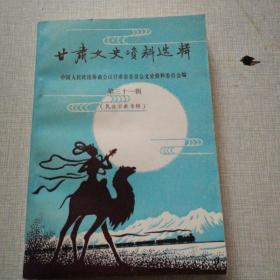 甘肃文史资料选辑
中国人民政治协商会议甘肃省委员会文史资料委员会编
第三十一辑
（民族宗教专辑）